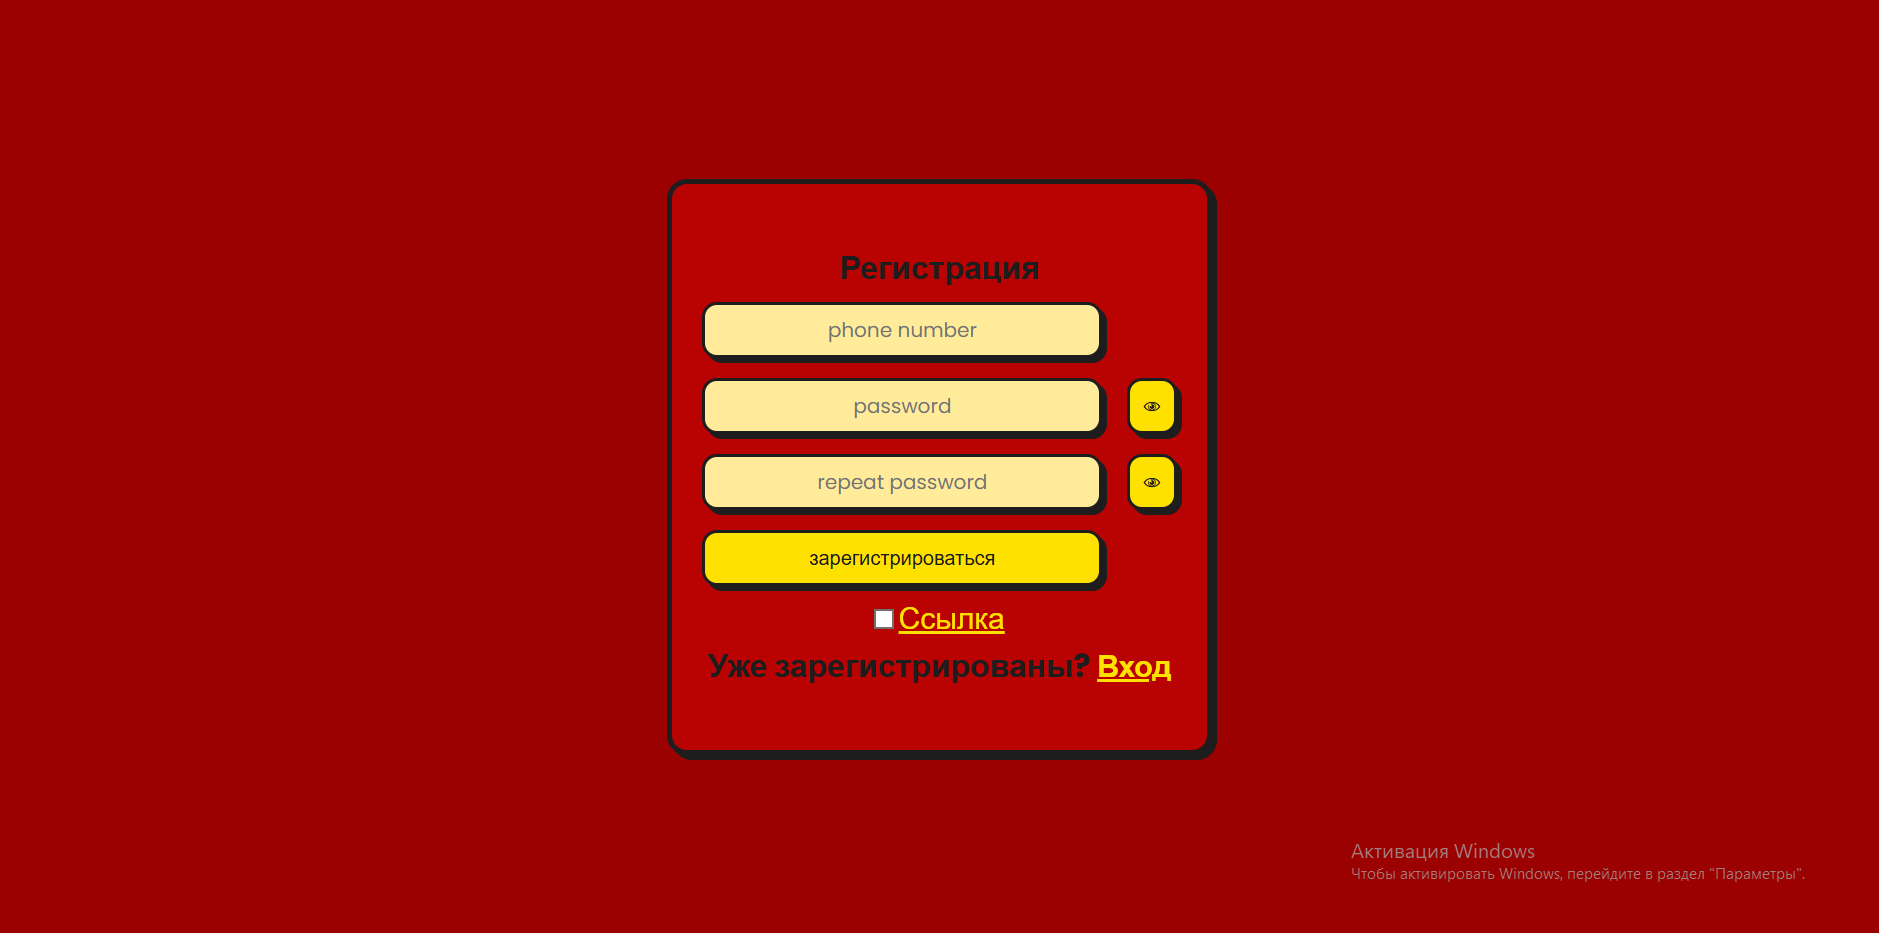 Регистрация
phone number
password
repeat password
зарегистрироваться
Ссылка
Уже зарегистрированы? Вход
Активация Windows
Чтобы активировать Windows, перейдите в раздел "Параметры".